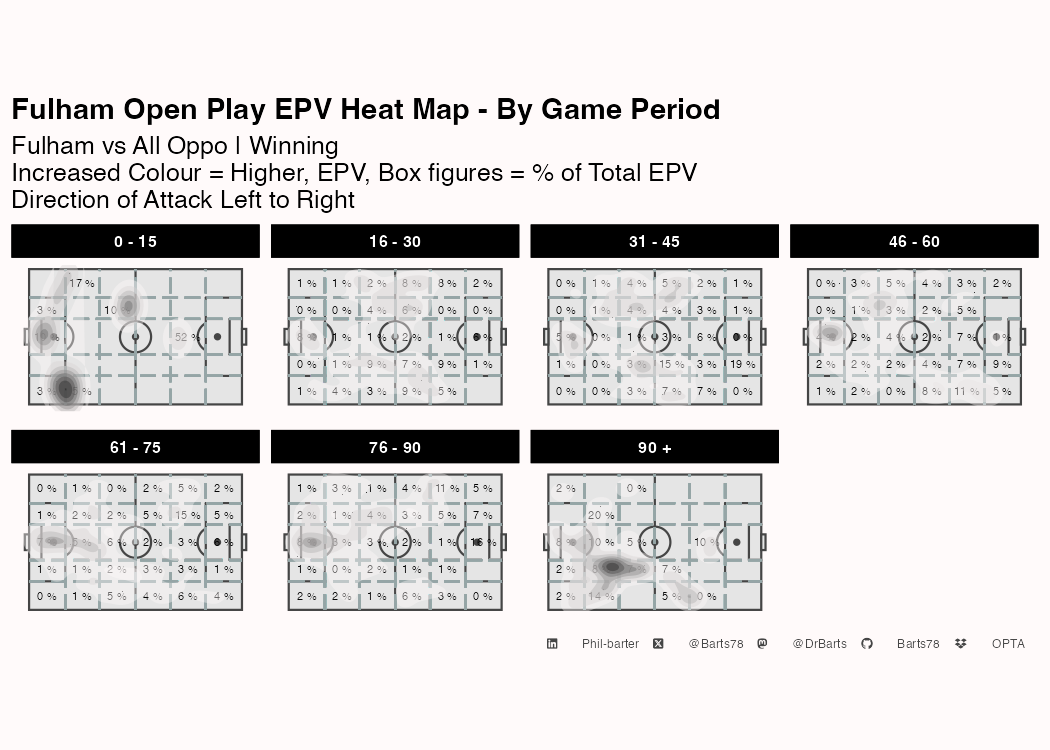 Fulham Open Play EPV Heat Map - By Game Period
Fulham vs All Oppo | Winning
Increased Colour = Higher, EPV, Box figures = % of Total EPV
Direction of Attack Left to Right
0 - 15
16 - 30
31 - 45
46 - 60
17 %
1 % 1 % 2 % 8 % 8 % 2 %
0 % 1 % 4 % 5 % 2 % 1 %
0 % 3 % 5 % 4 % 3 % 2 %
3 % 10
0 % 0 % 4 % 6 % 0 % 0 %
0 % 1 % 4 % 4 % 3 % 0 %
0 % 1 % 3 % 2 % 5 %
52 %
1 % 1 % 2 % 1 %
0 % 1 % 3 % 6 % 0 %
2 % 4 % 2 % 7 %
0 % 1 % 9 % 7 % 9 % 1 %
1 % 0 % 3 % 15 % 3 % 19 %
2 % 2 % 2 % 4 % 7 % 9 %
3
1 % 4 % 3 % 9 % 5 %
0 % 0 % 3 % 7 % 7 % 0 %
1 % 2 % 0 % 8 % 11 % 5 %
61 - 75
76 - 90
90 +
0 % 1 % 0 % 2 % 5 % 2 %
1 % 3 % 1 % 4 % 11 % 5 %
2 % 0 %
1 % 2 % 2 % 5 % 15 % 5 %
2 % 1 % 4 % 3 % 5 % 7 %
20 %
5 % 6 % 2 % 3 % 6 %
3 % 3 % 2 % 1 % 16 %
10 % 5 % 10 %
1 % 1 % 2 % 3 % 3 % 1 %
1 % 0 % 2 % 1 % 1 %
2 % 7 %
0 % 1 % 5 % 4 % 6 % 4 %
2 % 2 % 1 % 6 % 3 % 0 %
2 % 14 % 5 % 0 %
Phil-barter @Barts78 @DrBarts Barts78 OPTA